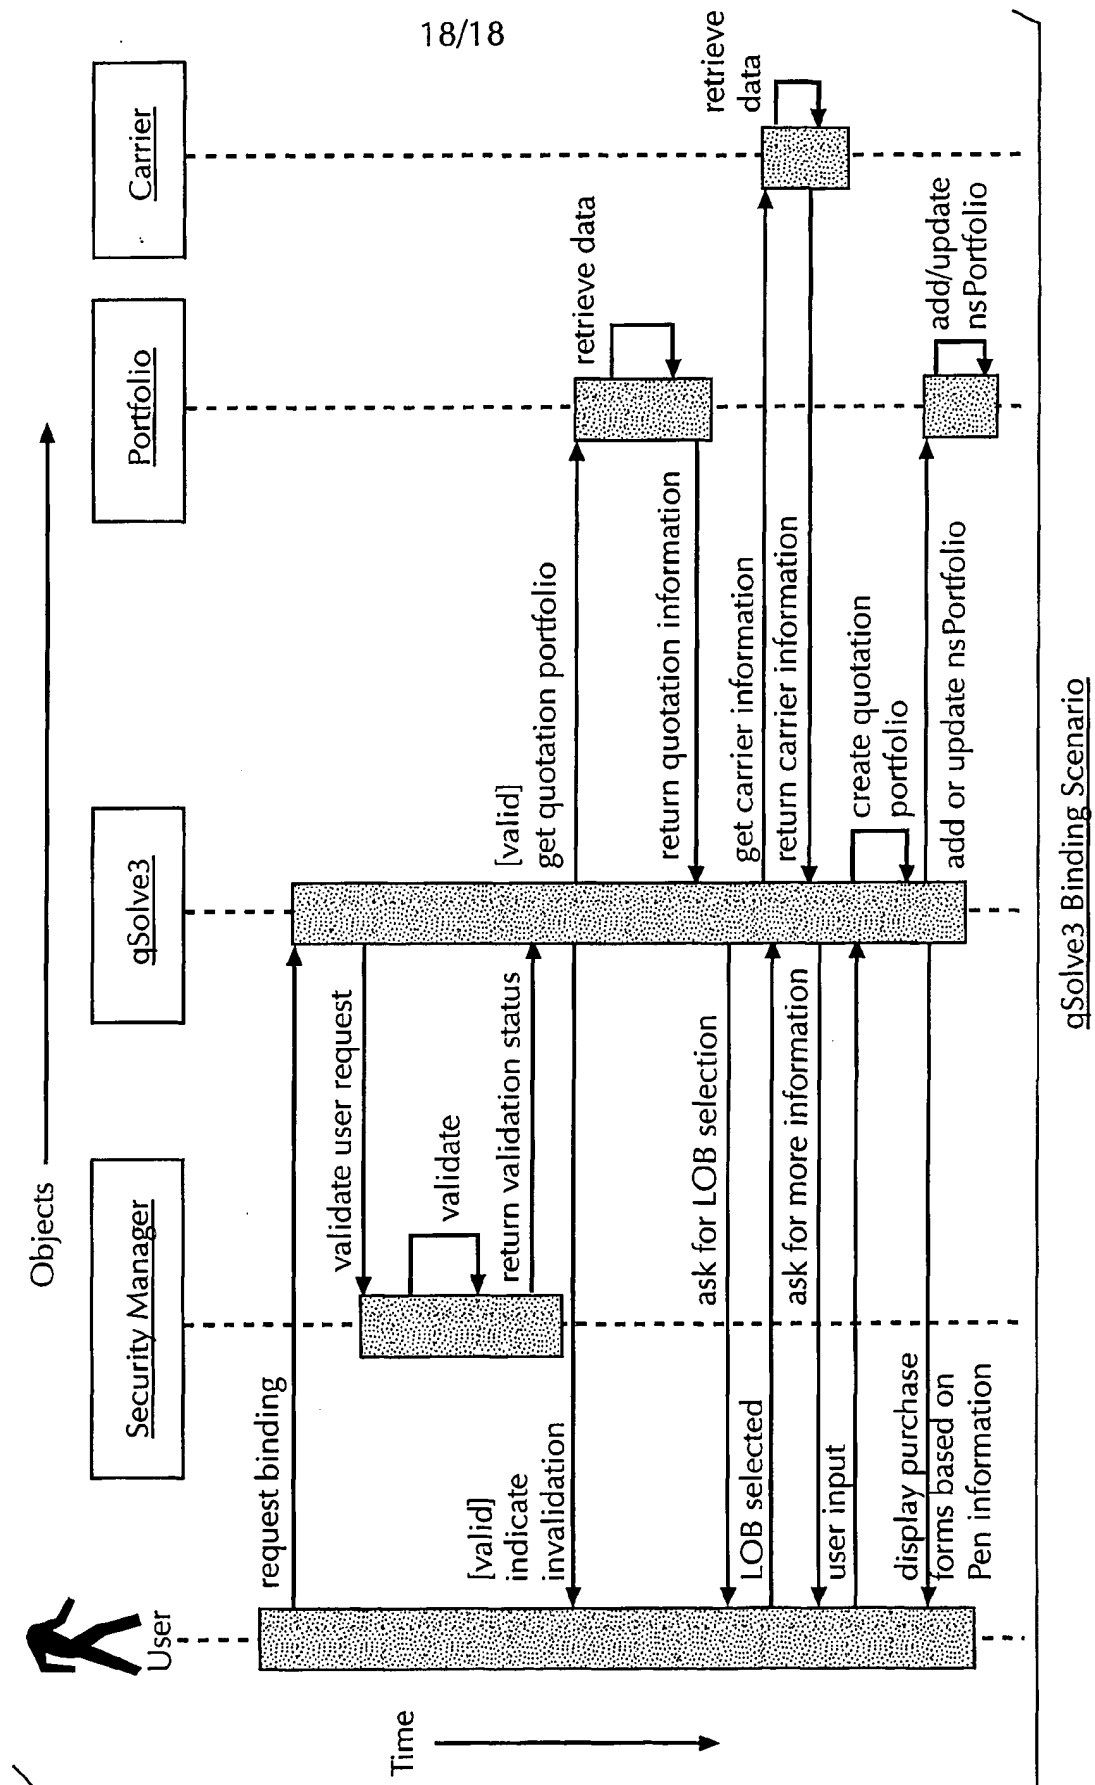 18/18
Objects
User
Security Manager
qSolve3
Portfolio
Carrier
Time
request binding
validate user request
validate
return validation status
[valid]
indicate
invalidation
[valid]
get quotation portfolio
retrieve data
return quotation information
ask for LOB selection
LOB selected
get carrier information
retrieve
data
return carrier information
ask for more information
user input
create quotation
portfolio
display purchase
forms based on
Pen information
add or update nsPortfolio
add/update
nsPortfolio
qSolve3 Binding Scenario